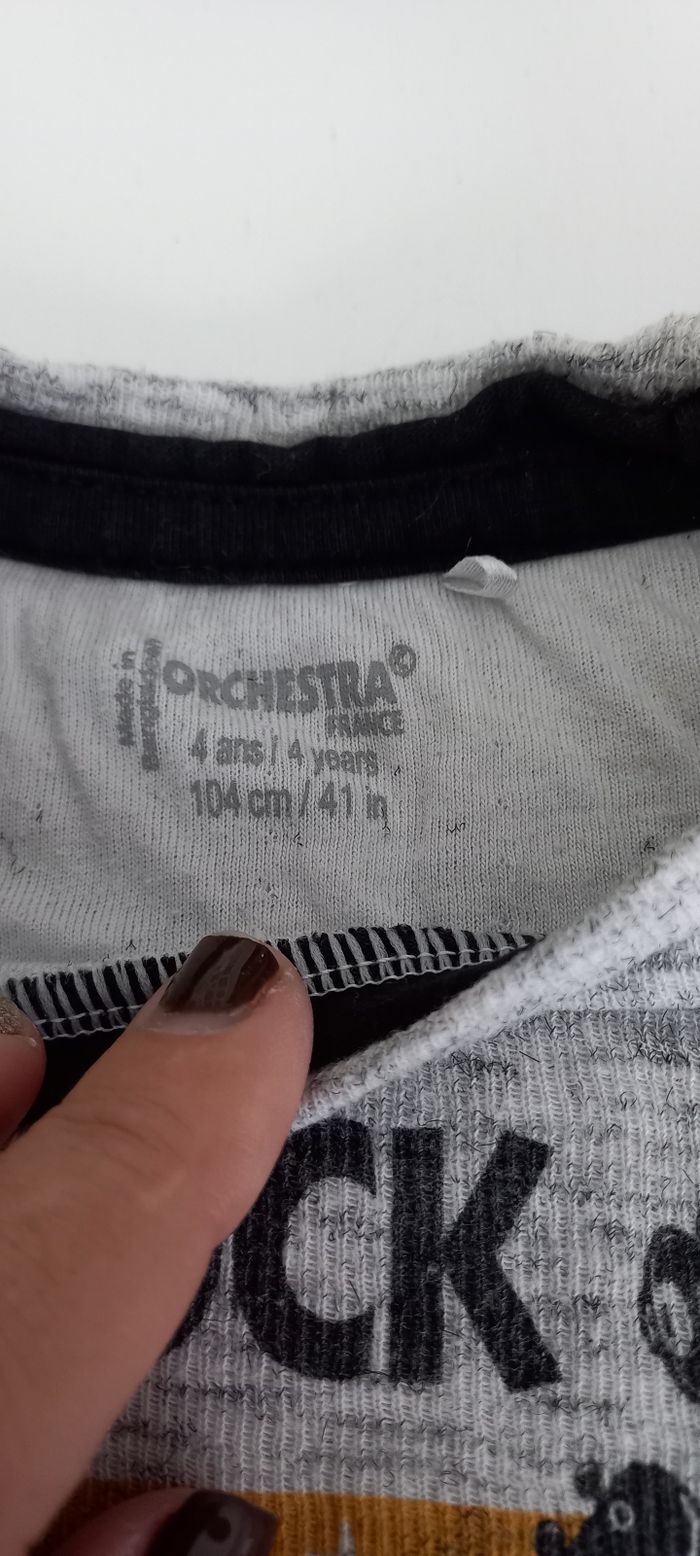 Made in
Bangladesh
ORCHESTRA©
FRANCE
4 ans / 4 years
104 cm / 41 in
CK